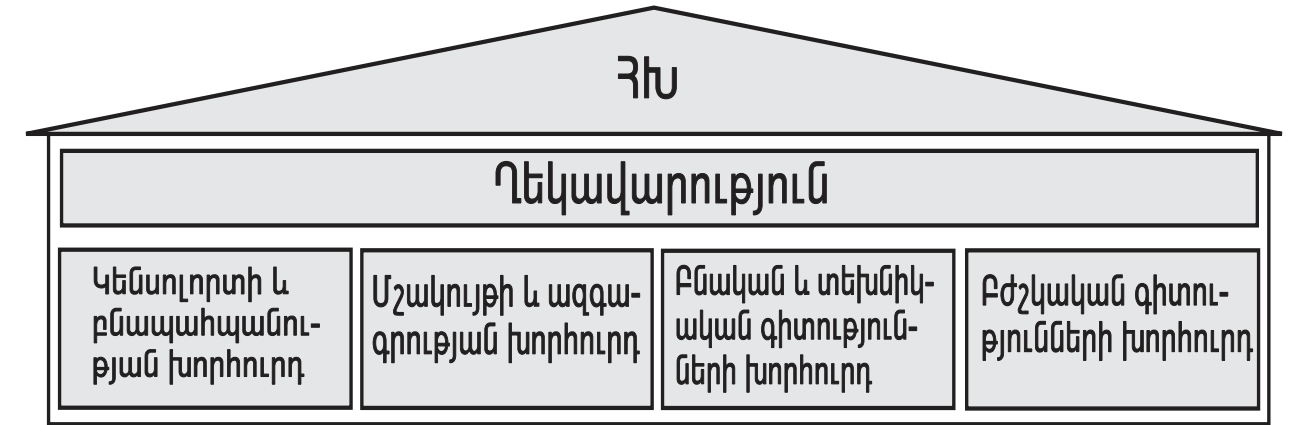 ՀԽ
Ղեկավարություն
Կենսոլորտի և
բնապահպանու-
թյան խորհուրդ
Մշակույթի և ազգա-
գրության խորհուրդ
Բնական և տեխնիկ-
ական գիտություն-
ների խորհուրդ
Բժշկական գիտու-
թյունների խորհուրդ